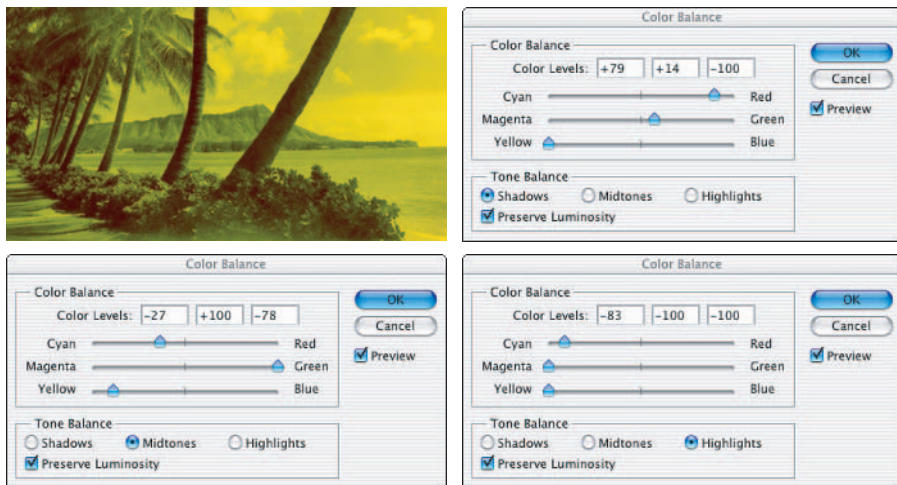 Color Balance
Color Balance
Color Levels: +79 +14 -100
Cyan Red
Magenta Green
Yellow Blue
Tone Balance
Shadows Midtones Highlights
Preserve Luminosity
OK
Cancel
Preview
Color Balance
Color Balance
Color Levels: -27 +100 -78
Cyan Red
Magenta Green
Yellow Blue
Tone Balance
Shadows Midtones Highlights
Preserve Luminosity
OK
Cancel
Preview
Color Balance
Color Balance
Color Levels: -83 -100 -100
Cyan Red
Magenta Green
Yellow Blue
Tone Balance
Shadows Midtones Highlights
Preserve Luminosity
OK
Cancel
Preview